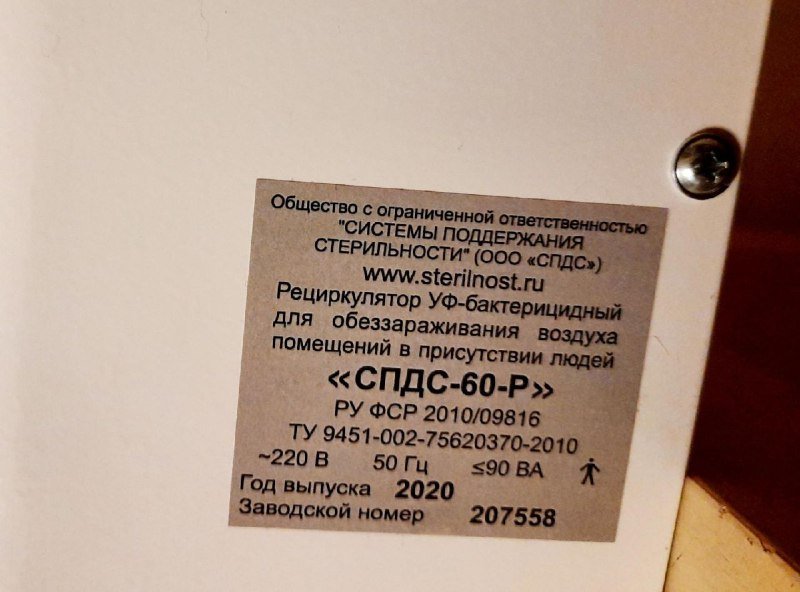 Общество с ограниченной ответственностью
"СИСТЕМЫ ПОДДЕРЖАНИЯ
СТЕРИЛЬНОСТИ" (ООО «СПДС»)
www.sterilnost.ru
Рециркулятор УФ-бактерицидный
для обеззараживания воздуха
помещений в присутствии людей
«СПДС-60-Р»
РУ ФСР 2010/09816
ТУ 9451-002-75620370-2010
~220 В 50 Гц ≤90 ВА
Год выпуска 2020
Заводской номер 207558